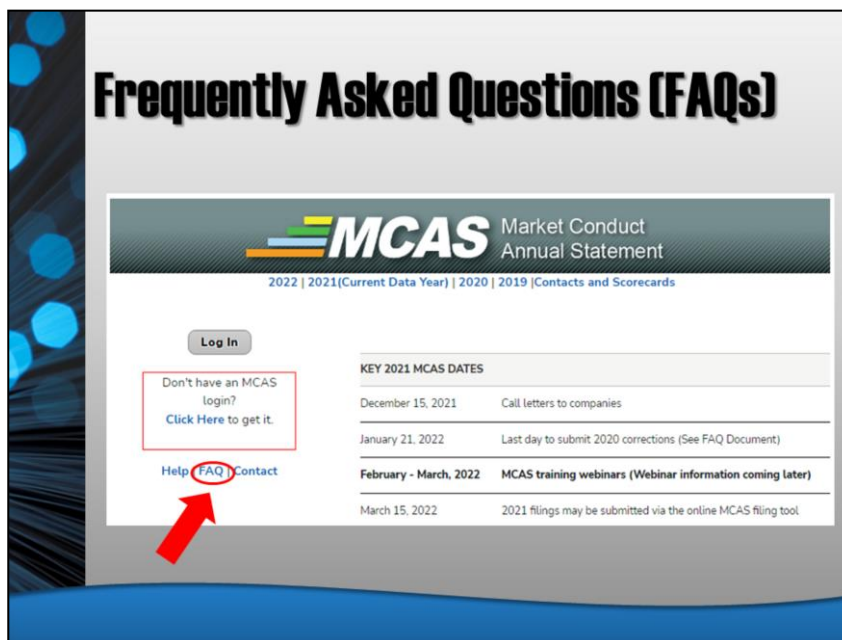 Frequently Asked Questions (FAQs)
MCAS Market Conduct
Annual Statement
2022 | 2021(Current Data Year) | 2020 | 2019 |Contacts and Scorecards
Log In
Don't have an MCAS
login?
Click Here to get it.
Help | FAQ | Contact
KEY 2021 MCAS DATES
December 15, 2021 Call letters to companies
January 21, 2022 Last day to submit 2020 corrections (See FAQ Document)
February - March, 2022 MCAS training webinars (Webinar information coming later)
March 15, 2022 2021 filings may be submitted via the online MCAS filing tool